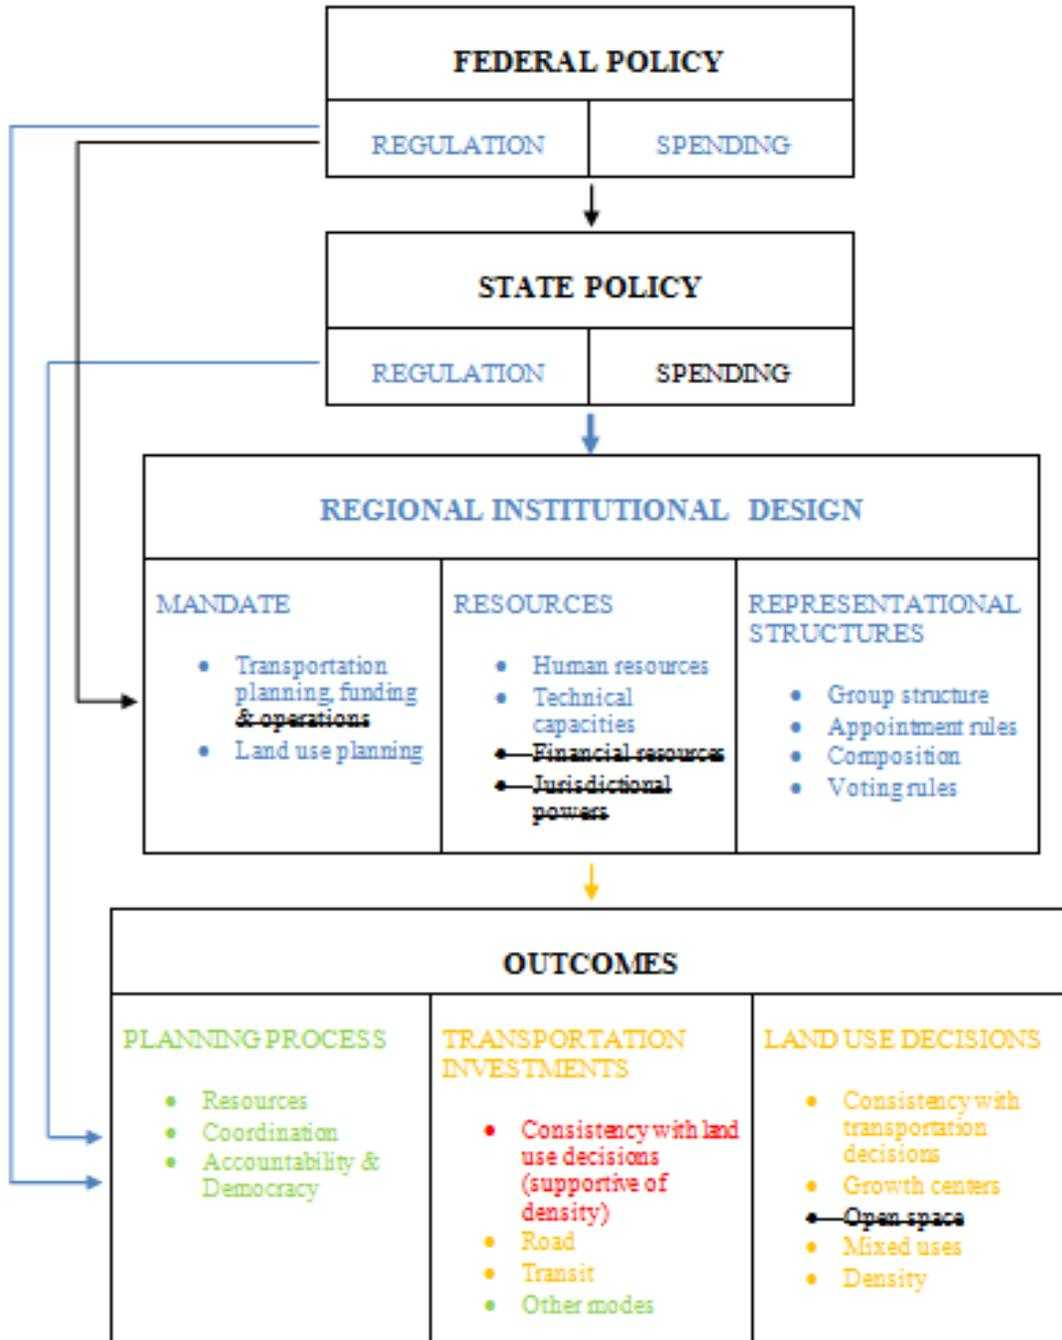 FEDERAL POLICY
REGULATION
SPENDING
STATE POLICY
REGULATION
SPENDING
REGIONAL INSTITUTIONAL DESIGN
MANDATE
• Transportation
planning, funding
& operations
• Land use planning
RESOURCES
• Human resources
• Technical
capacities
• Financial resources
• Jurisdictional
powers
REPRESENTATIONAL
STRUCTURES
• Group structure
• Appointment rules
• Composition
• Voting rules
OUTCOMES
PLANNING PROCESS
• Resources
• Coordination
• Accountability &
Democracy
TRANSPORTATION
INVESTMENTS
• Consistency with land
use decisions
(supportive of
density)
• Road
• Transit
• Other modes
LAND USE DECISIONS
• Consistency with
transportation
decisions
• Growth centers
• Open space
• Mixed uses
• Density